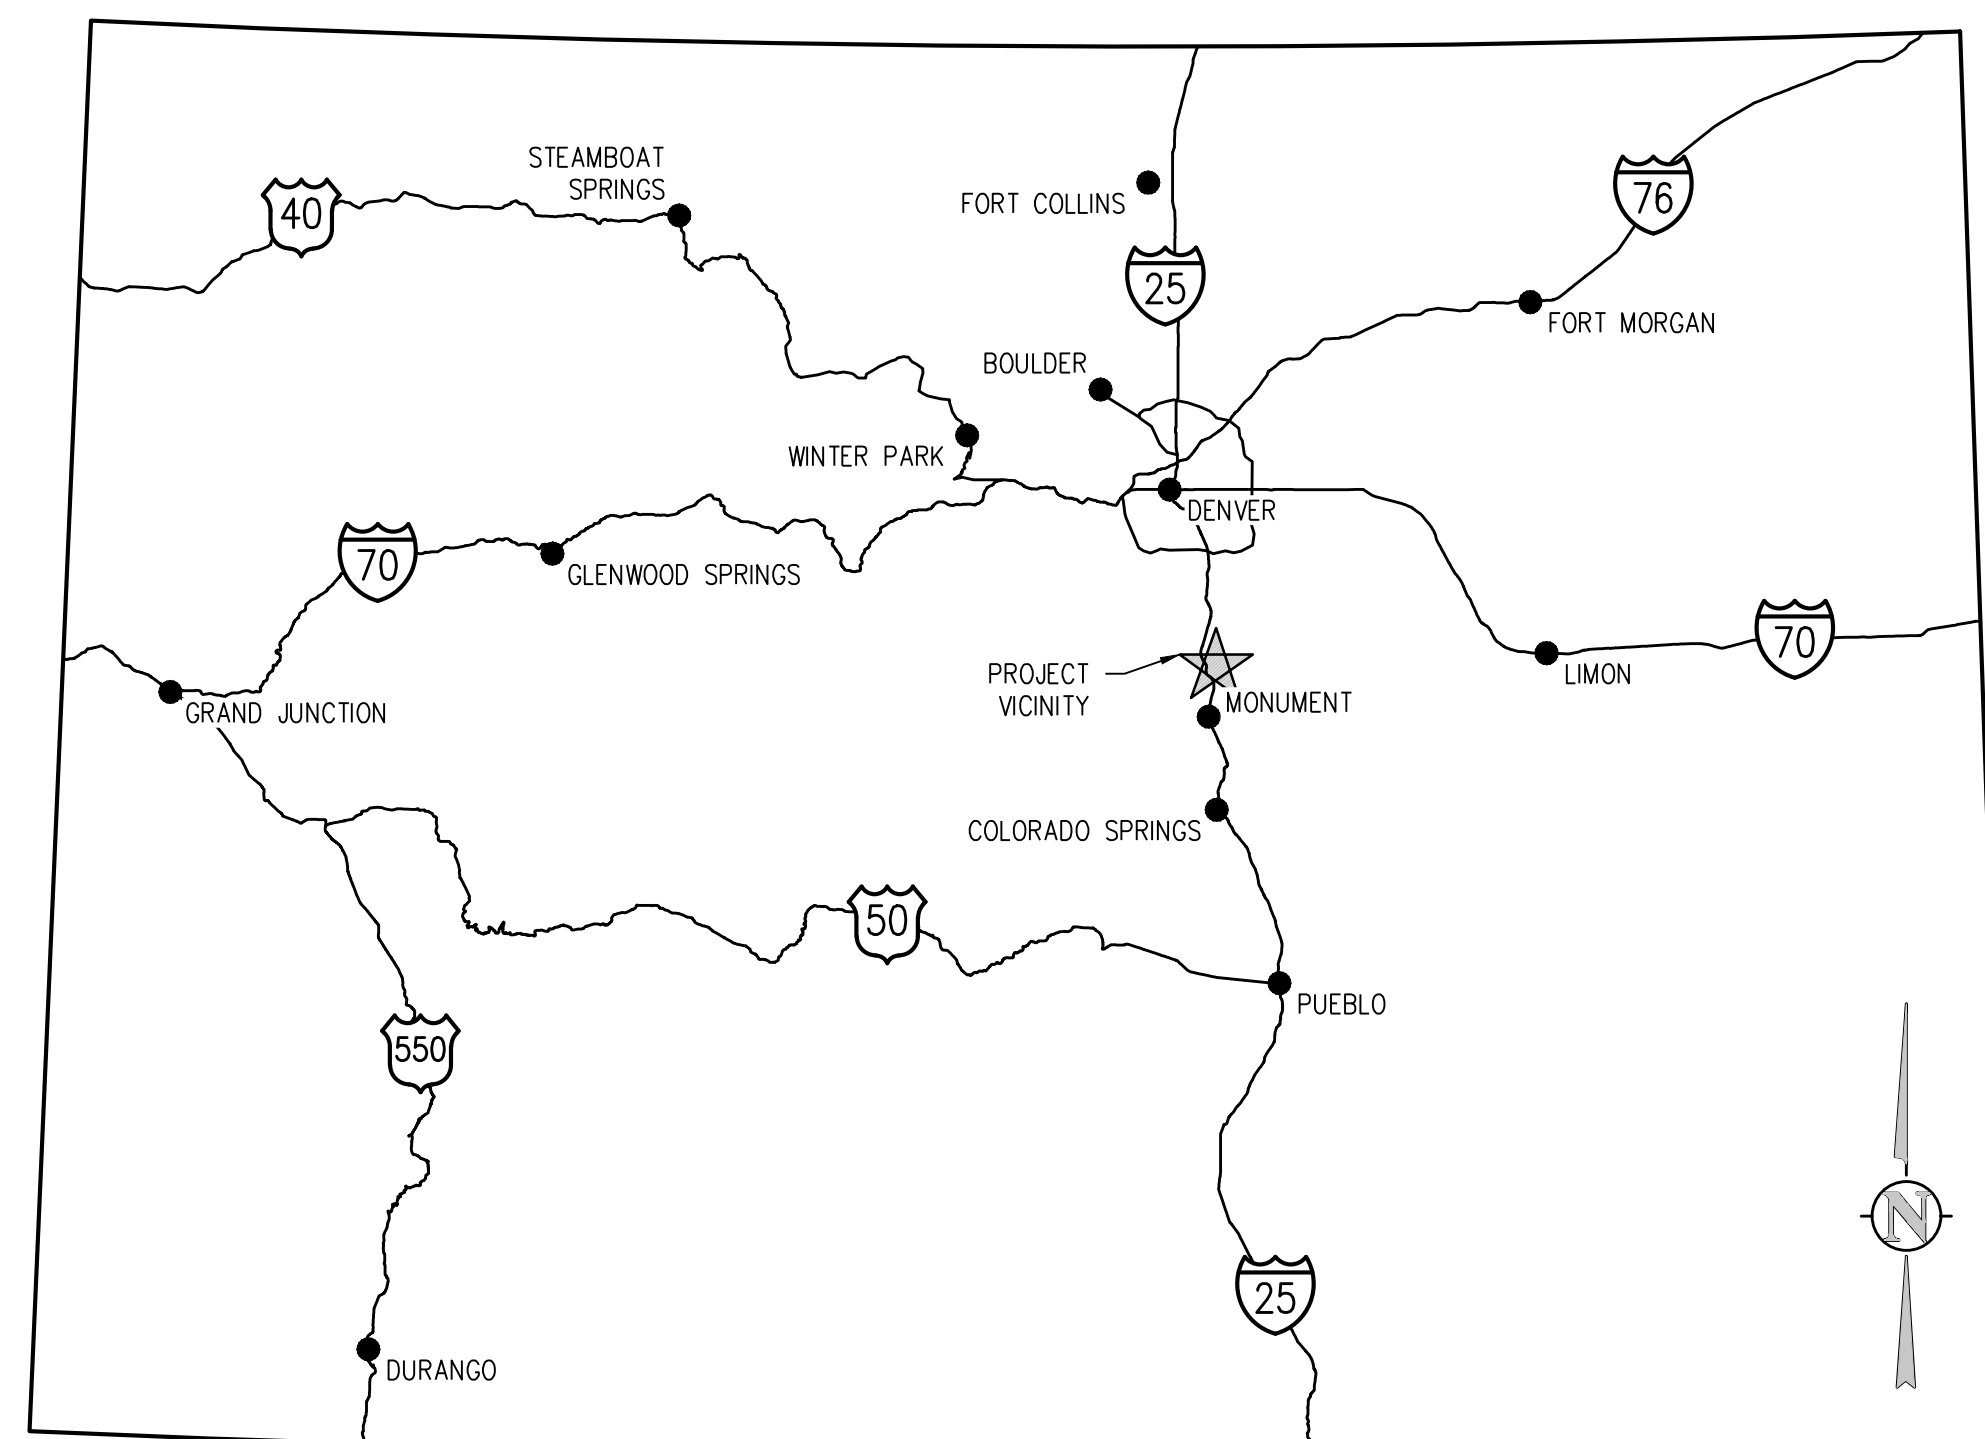 STEAMBOAT
SPRINGS
40
FORT COLLINS
76
25
FORT MORGAN
BOULDER
WINTER PARK
DENVER
70
GLENWOOD SPRINGS
70
PROJECT
VICINITY
LIMON
MONUMENT
GRAND JUNCTION
COLORADO SPRINGS
50
PUEBLO
550
N
25
DURANGO